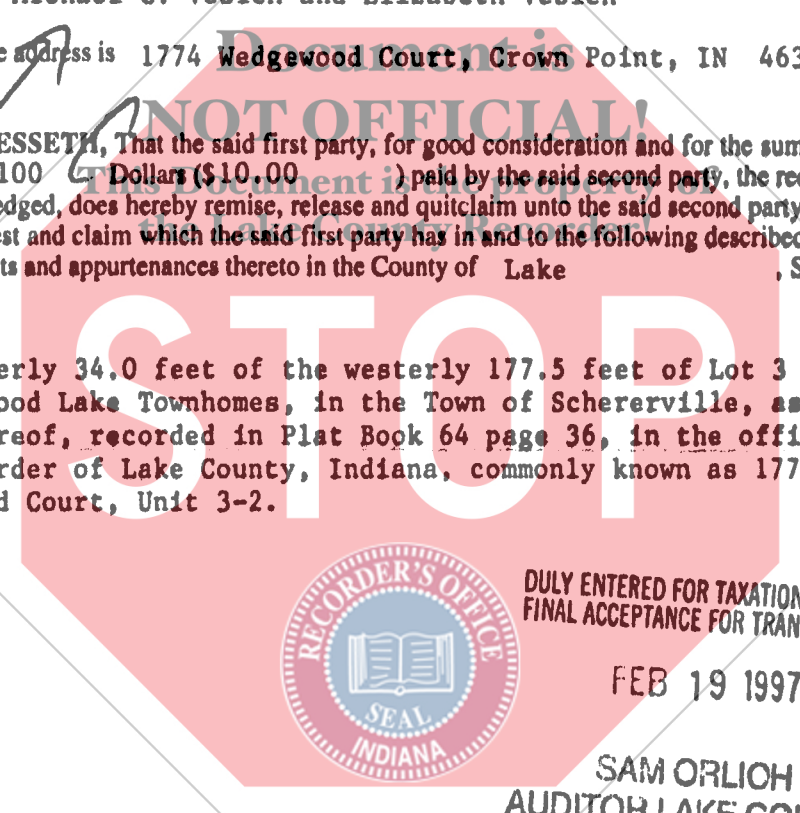 e address is 1774 Wedgewood Court, Crown Point, IN 463
Document is
NOT OFFICIAL!
This Document is the property of
the Lake County Recorder!
ESSETH, That the said first party, for good consideration and for the sum
100 Dollars ($10.00 ) paid by the said second party, the rec
edged, does hereby remise, release and quitclaim unto the said second party
est and claim which the said first party has in and to the following described
ts and appurtenances thereto in the County of Lake , S
STOP
erly 34.0 feet of the westerly 177.5 feet of Lot 3
ood Lake Townhomes, in the Town of Schererville, as
reof, recorded in Plat Book 64 page 36, in the offi
rder of Lake County, Indiana, commonly known as 177
d Court, Unit 3-2.
RECORDER'S OFFICE
SEAL
INDIANA
DULY ENTERED FOR TAXATION
FINAL ACCEPTANCE FOR TRAN
FEB 19 1997
SAM ORLICH
AUDITOR LAKE COU